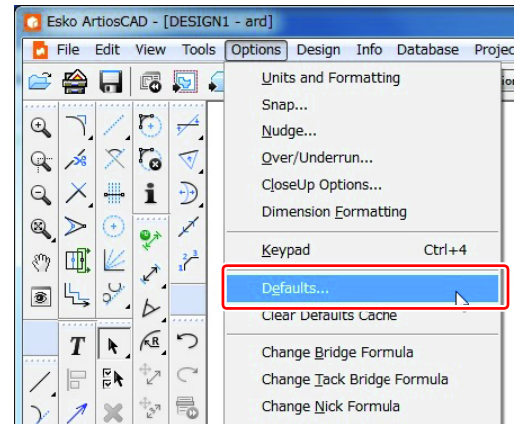 Esko ArtiosCAD - [DESIGN1 - ard]
File Edit View Tools Options Design Info Database Projec
Units and Formatting
Snap...
Nudge...
Over/Underrun...
CloseUp Options...
Dimension Formatting
Keypad Ctrl+4
Defaults...
Clear Defaults Cache
Change Bridge Formula
Change Tack Bridge Formula
Change Nick Formula